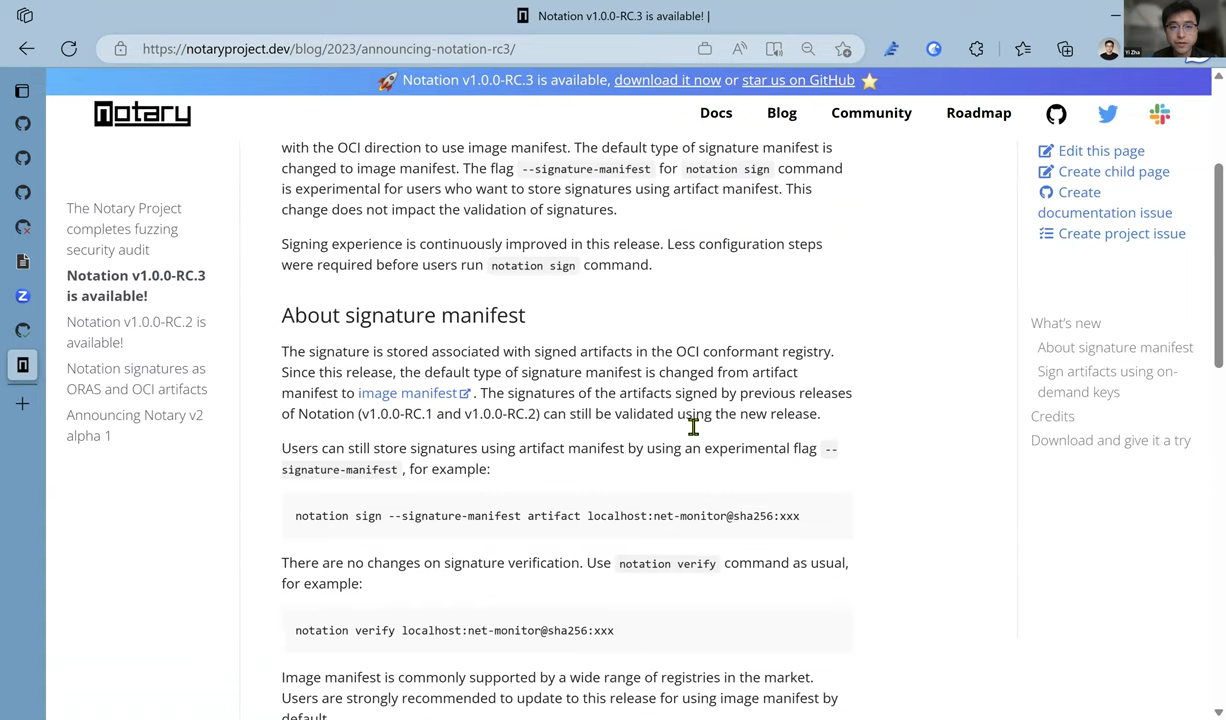 Notation v1.0.0-RC.3 is available! |
https://notaryproject.dev/blog/2023/announcing-notation-rc3/
Yi Zha
🚀 Notation v1.0.0-RC.3 is available, download it now or star us on GitHub ⭐
notary
Docs Blog Community Roadmap
The Notary Project
completes fuzzing
security audit
Notation v1.0.0-RC.3
is available!
Notation v1.0.0-RC.2 is
available!
Notation signatures as
ORAS and OCI artifacts
Announcing Notary v2
alpha 1
with the OCI direction to use image manifest. The default type of signature manifest is
changed to image manifest. The flag --signature-manifest for notation sign command
is experimental for users who want to store signatures using artifact manifest. This
change does not impact the validation of signatures.
Signing experience is continuously improved in this release. Less configuration steps
were required before users run notation sign command.
About signature manifest
The signature is stored associated with signed artifacts in the OCI conformant registry.
Since this release, the default type of signature manifest is changed from artifact
manifest to image manifest. The signatures of the artifacts signed by previous releases
of Notation (v1.0.0-RC.1 and v1.0.0-RC.2) can still be validated using the new release.
Users can still store signatures using artifact manifest by using an experimental flag --
signature-manifest, for example:
notation sign --signature-manifest artifact localhost:net-monitor@sha256:xxx
There are no changes on signature verification. Use notation verify command as usual,
for example:
notation verify localhost:net-monitor@sha256:xxx
Image manifest is commonly supported by a wide range of registries in the market.
Users are strongly recommended to update to this release for using image manifest by
default.
Edit this page
Create child page
Create
documentation issue
Create project issue
What's new
About signature manifest
Sign artifacts using on-
demand keys
Credits
Download and give it a try